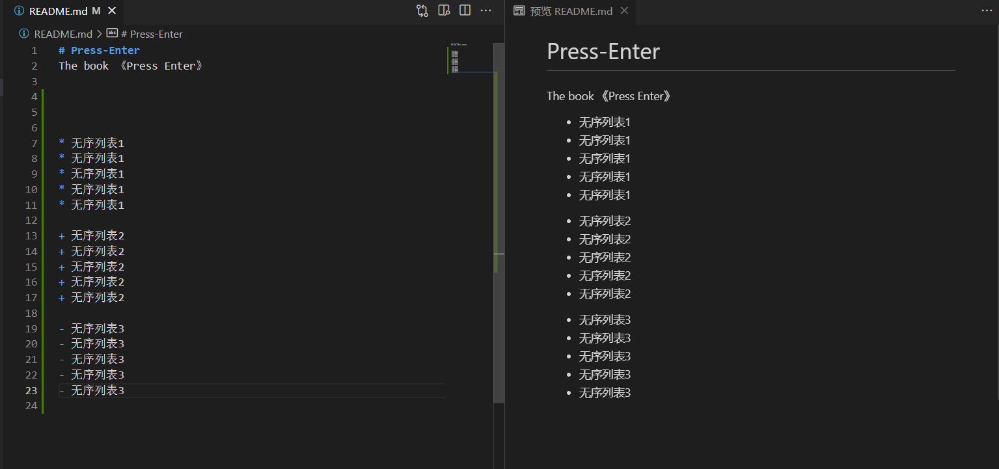 README.md M
README.md > # Press-Enter
1 # Press-Enter
2 The book 《Press Enter》
3
4
5
6
7 * 无序列表1
8 * 无序列表1
9 * 无序列表1
10 * 无序列表1
11 * 无序列表1
12
13 + 无序列表2
14 + 无序列表2
15 + 无序列表2
16 + 无序列表2
17 + 无序列表2
18
19 - 无序列表3
20 - 无序列表3
21 - 无序列表3
22 - 无序列表3
23 - 无序列表3
24
预览 README.md
Press-Enter
The book 《Press Enter》
• 无序列表1
• 无序列表1
• 无序列表1
• 无序列表1
• 无序列表1
• 无序列表2
• 无序列表2
• 无序列表2
• 无序列表2
• 无序列表2
• 无序列表3
• 无序列表3
• 无序列表3
• 无序列表3
• 无序列表3